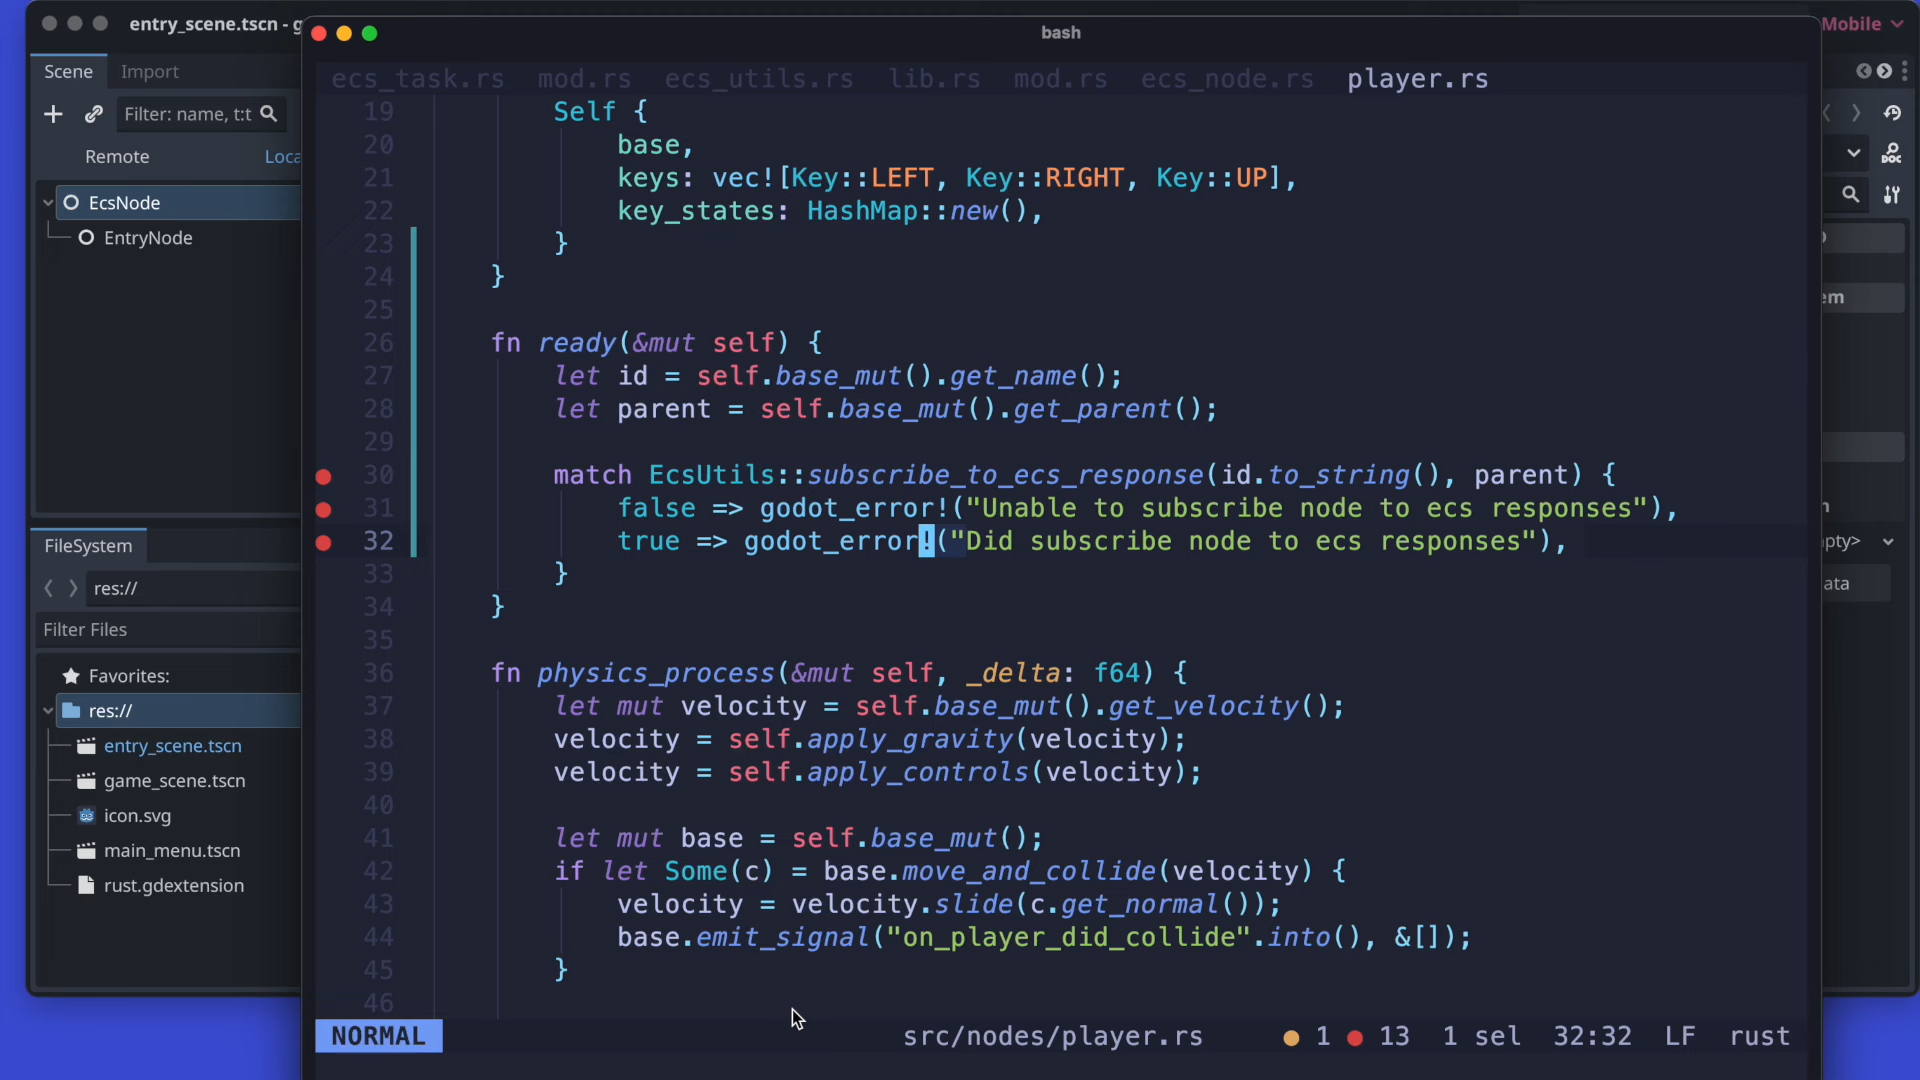 entry_scene.tscn - g
bash
Mobile
Scene
Import
ecs_task.rs mod.rs ecs_utils.rs lib.rs mod.rs ecs_node.rs player.rs
Filter: name, t:t
Remote
Loca
EcsNode
EntryNode
FileSystem
res://
Filter Files
Favorites:
res://
entry_scene.tscn
game_scene.tscn
icon.svg
main_menu.tscn
rust.gdextension
19 Self {
20 base,
21 keys: vec![Key::LEFT, Key::RIGHT, Key::UP],
22 key_states: HashMap::new(),
23 }
24 }
25
26 fn ready(&mut self) {
27 let id = self.base_mut().get_name();
28 let parent = self.base_mut().get_parent();
29
30 match EcsUtils::subscribe_to_ecs_response(id.to_string(), parent) {
31 false => godot_error!("Unable to subscribe node to ecs responses"),
32 true => godot_error!("Did subscribe node to ecs responses"),
33 }
34 }
35
36 fn physics_process(&mut self, _delta: f64) {
37 let mut velocity = self.base_mut().get_velocity();
38 velocity = self.apply_gravity(velocity);
39 velocity = self.apply_controls(velocity);
40
41 let mut base = self.base_mut();
42 if let Some(c) = base.move_and_collide(velocity) {
43 velocity = velocity.slide(c.get_normal());
44 base.emit_signal("on_player_did_collide".into(), &[]);
45 }
46
NORMAL src/nodes/player.rs 1 13 1 sel 32:32 LF rust
DOC
em
n
pty>
ata